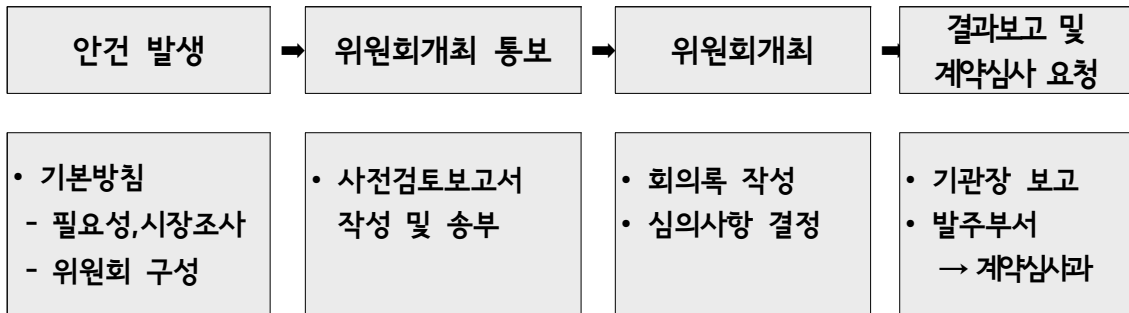 안건 발생
➡
위원회개최 통보
➡
위원회개최
➡
결과보고 및
계약심사 요청
• 기본방침
- 필요성,시장조사
- 위원회 구성
• 사전검토보고서
작성 및 송부
• 회의록 작성
• 심의사항 결정
• 기관장 보고
• 발주부서
→ 계약심사과